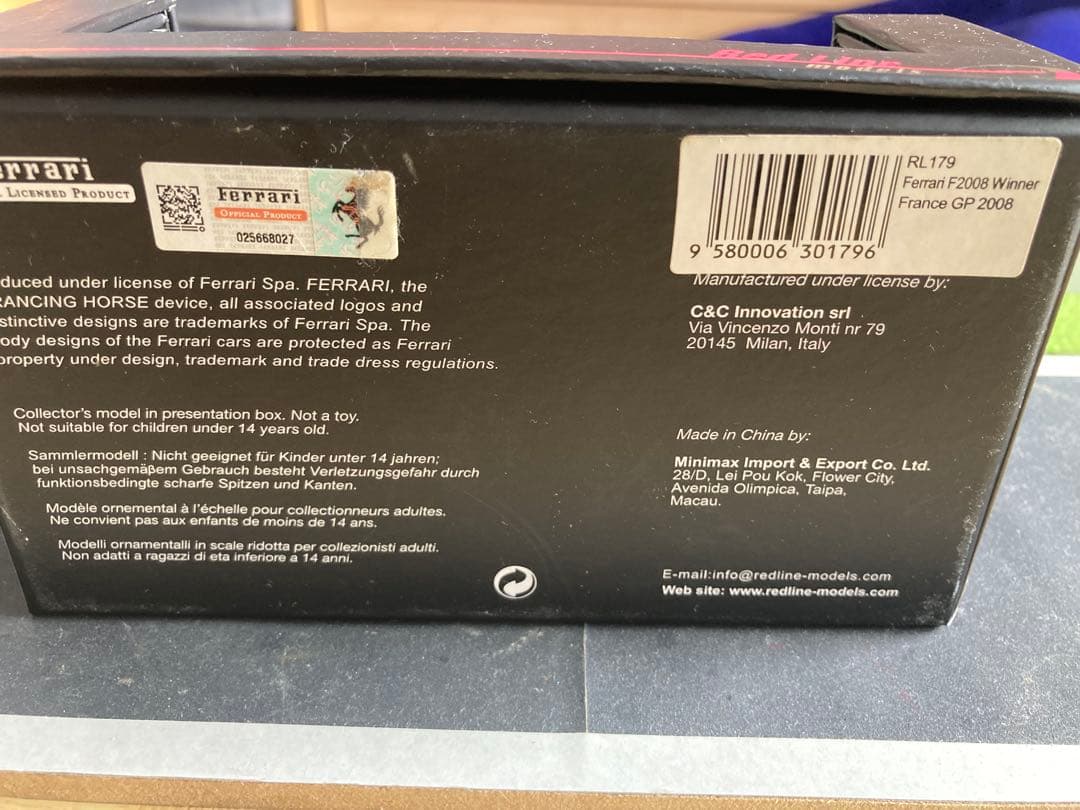 Red Line
models
errari
LICENSED PRODUCT
Ferrari
OFFICIAL PRODUCT
025668027
RL179
Ferrari F2008 Winner
France GP 2008
9 580006 301796
duced under license of Ferrari Spa. FERRARI, the
RANCING HORSE device, all associated logos and
stinctive designs are trademarks of Ferrari Spa. The
ody designs of the Ferrari cars are protected as Ferrari
property under design, trademark and trade dress regulations.
Manufactured under license by:
C&C Innovation srl
Via Vincenzo Monti nr 79
20145 Milan, Italy
Collector's model in presentation box. Not a toy.
Not suitable for children under 14 years old.
Sammlermodell : Nicht geeignet für Kinder unter 14 jahren;
bei unsachgemäβem Gebrauch besteht Verletzungsgefahr durch
funktionsbedingte scharfe Spitzen und Kanten.
Modèle ornemental à l'échelle pour collectionneurs adultes.
Ne convient pas aux enfants de moins de 14 ans.
Modelli ornamentalli in scale ridotta per collezionisti adulti.
Non adatti a ragazzi di eta inferiore a 14 anni.
Made in China by:
Minimax Import & Export Co. Ltd.
28/D, Lei Pou Kok, Flower City,
Avenida Olimpica, Taipa,
Macau.
E-mail:info@redline-models.com
Web site: www.redline-models.com